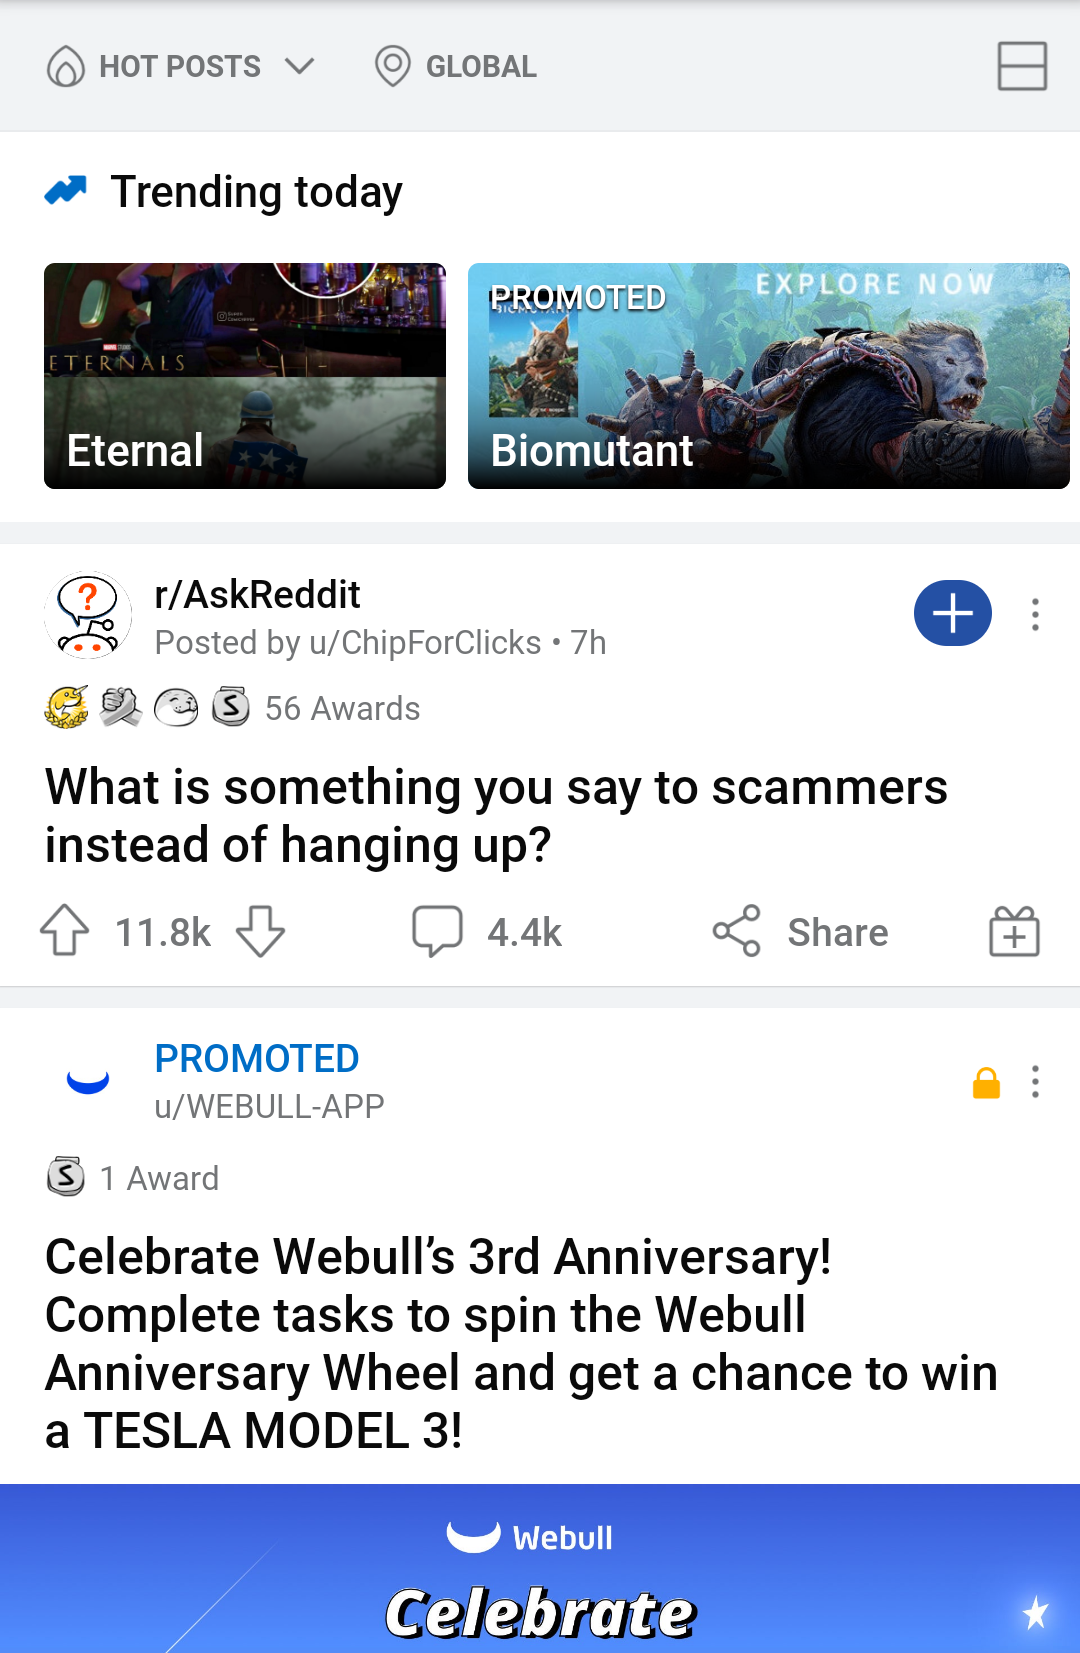 HOT POSTS
GLOBAL
Trending today
MARVEL STUDIOS
ETERNALS
Eternal
PROMOTED
EXPLORE NOW
BIOMUTANT
Biomutant
r/AskReddit
Posted by u/ChipForClicks • 7h
56 Awards
What is something you say to scammers
instead of hanging up?
11.8k
4.4k
Share
PROMOTED
u/WEBULL-APP
1 Award
Celebrate Webull’s 3rd Anniversary!
Complete tasks to spin the Webull
Anniversary Wheel and get a chance to win
a TESLA MODEL 3!
Webull
Celebrate